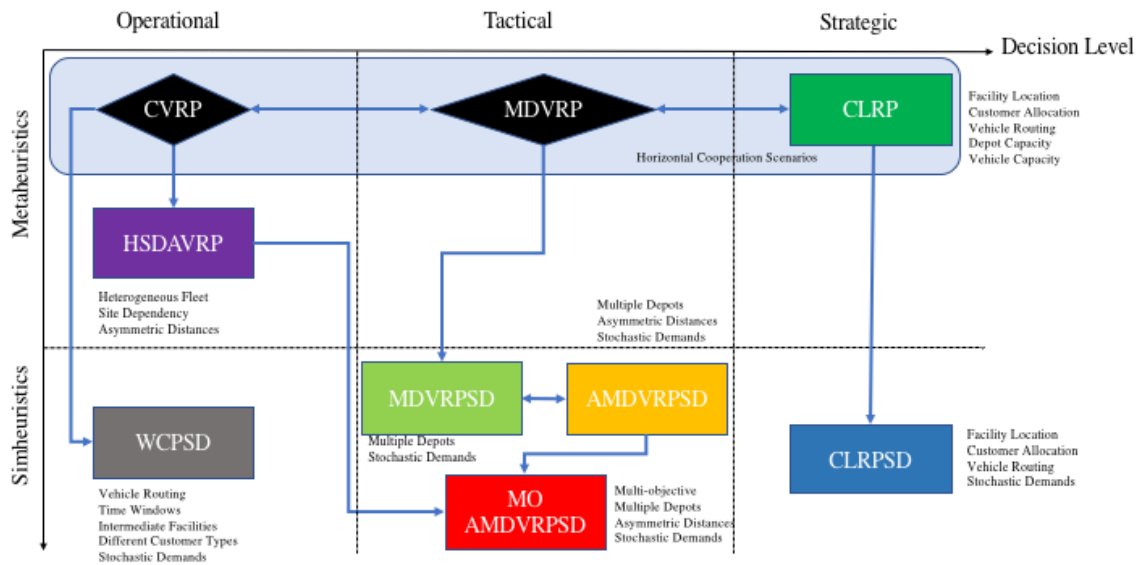 Operational
Tactical
Strategic
Decision Level
Metaheuristics
CVRP
MDVRP
CLRP
Facility Location
Customer Allocation
Vehicle Routing
Depot Capacity
Vehicle Capacity
Horizontal Cooperation Scenarios
HSDAVRP
Heterogeneous Fleet
Site Dependency
Asymmetric Distances
Multiple Depots
Asymmetric Distances
Stochastic Demands
Simheuristics
MDVRPSD
AMDVRPSD
Multiple Depots
Stochastic Demands
WCPSD
Vehicle Routing
Time Windows
Intermediate Facilities
Different Customer Types
Stochastic Demands
MO
AMDVRPSD
Multi-objective
Multiple Depots
Asymmetric Distances
Stochastic Demands
CLRPSD
Facility Location
Customer Allocation
Vehicle Routing
Stochastic Demands